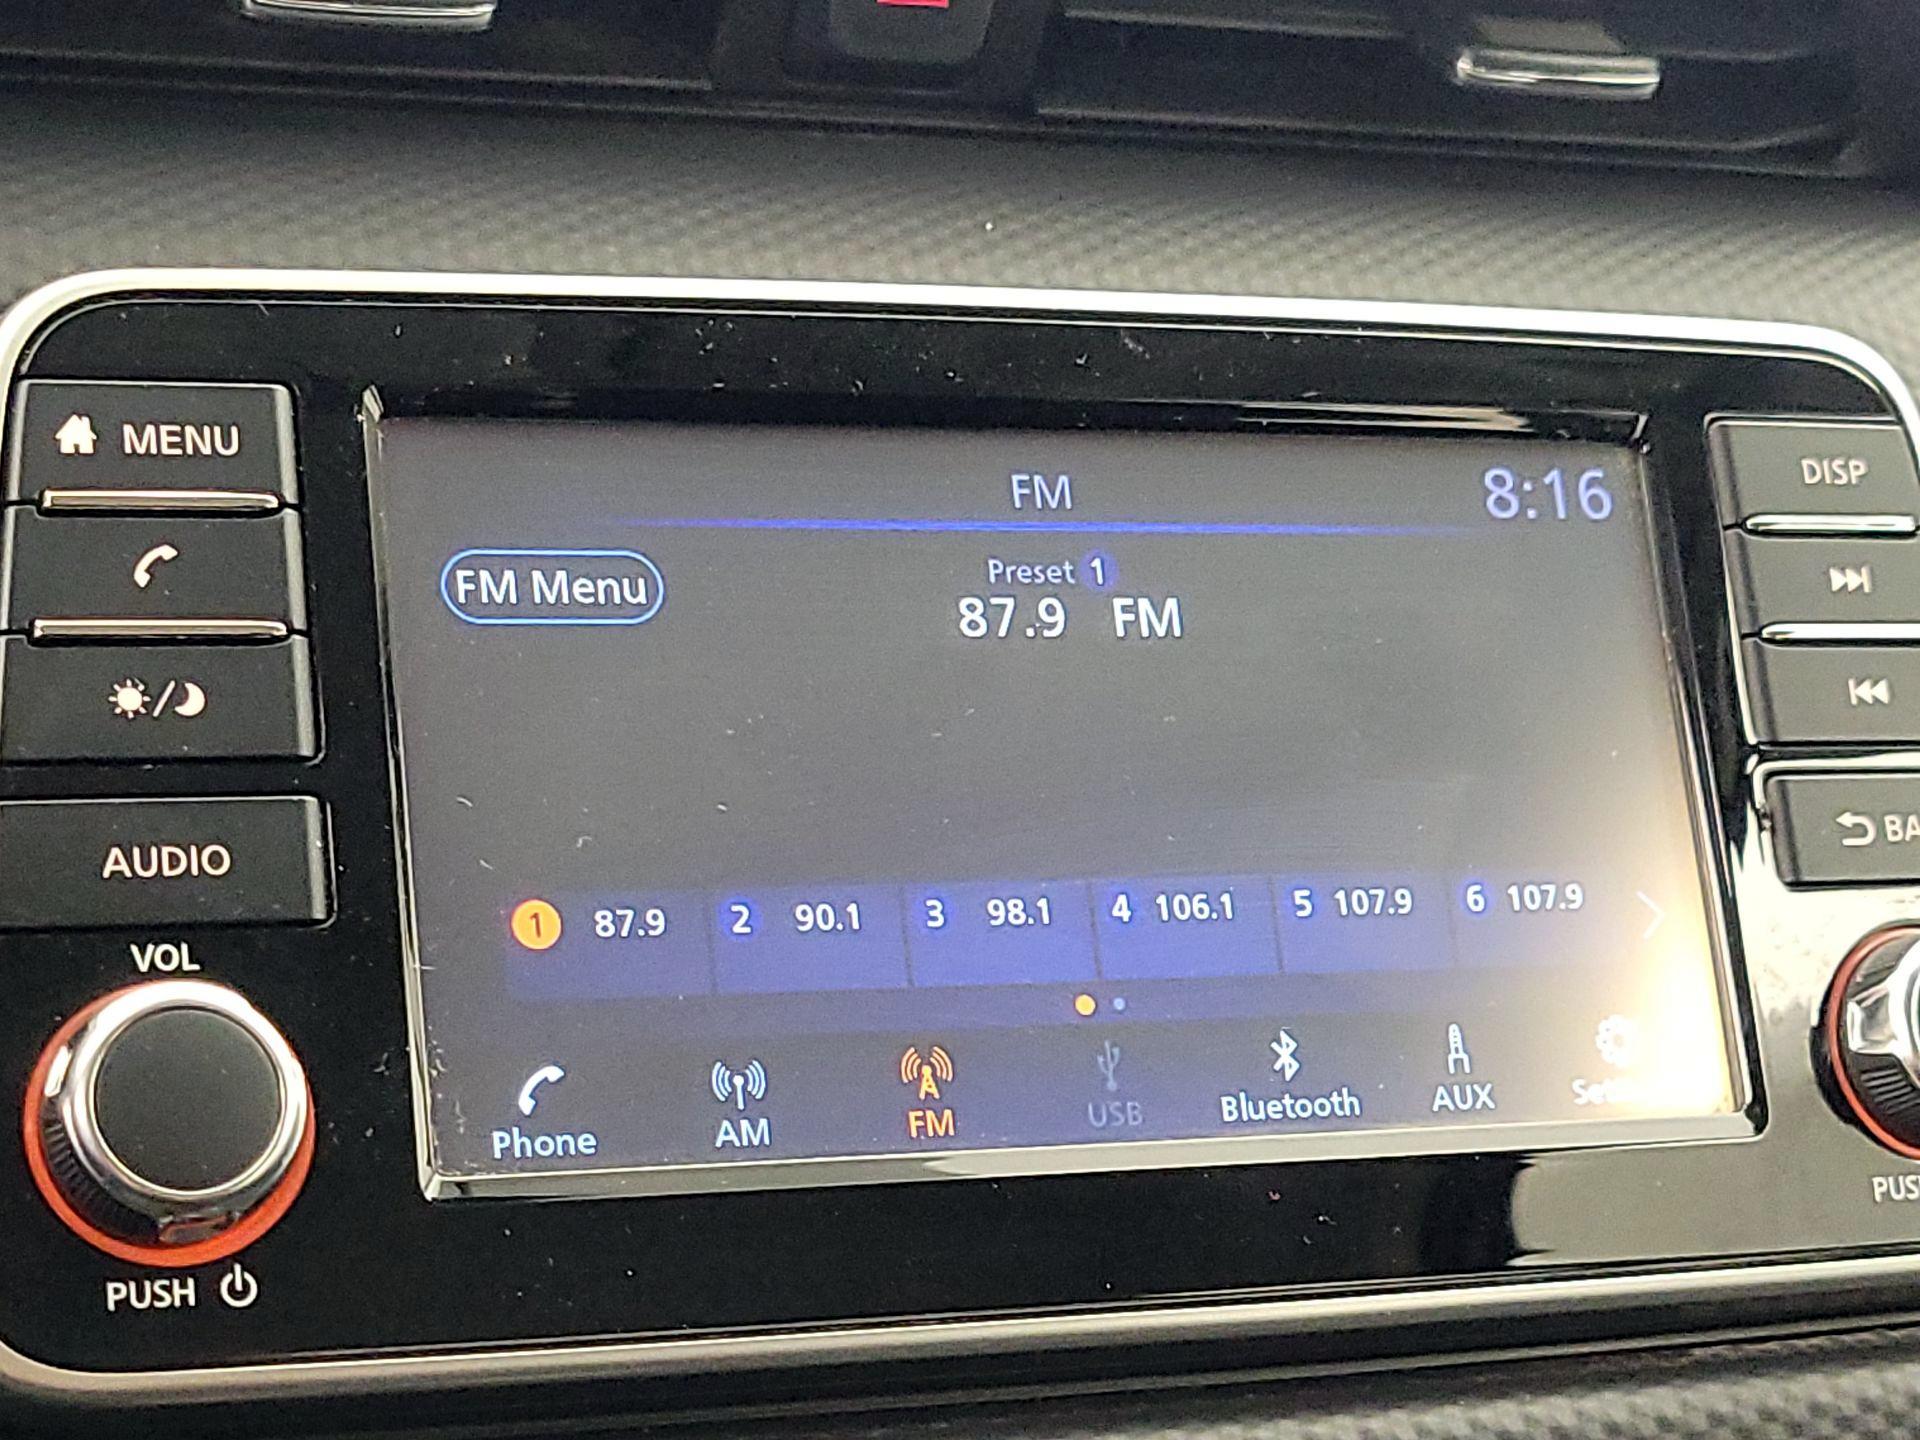 MENU
DISP
FM
8:16
FM Menu
Preset 1
87.9 FM
AUDIO
1 87.9 2 90.1 3 98.1 4 106.1 5 107.9 6 107.9
VOL
Phone AM FM USB Bluetooth AUX
PUSH